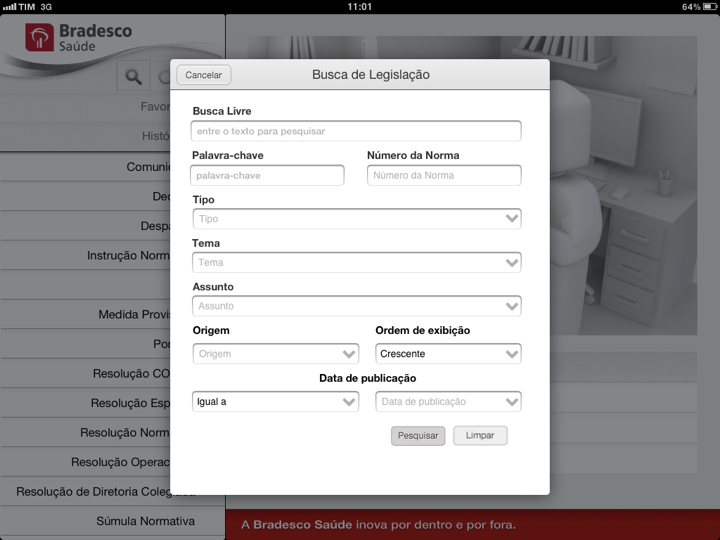 TIM 3G 11:01 64%
Bradesco
Saúde
Cancelar Busca de Legislação
Busca Livre
entre o texto para pesquisar
Palavra-chave Número da Norma
palavra-chave Número da Norma
Tipo
Tipo
Tema
Tema
Assunto
Assunto
Origem Ordem de exibição
Origem Crescente
Data de publicação
Igual a Data de publicação
Pesquisar Limpar
Favor
Histó
Comunic
Dec
Despa
Instrução Norm
Medida Provis
Por
Resolução CO
Resolução Esp
Resolução Norm
Resolução Operac
Resolução de Diretoria Colegiada
Súmula Normativa
A Bradesco Saúde inova por dentro e por fora.